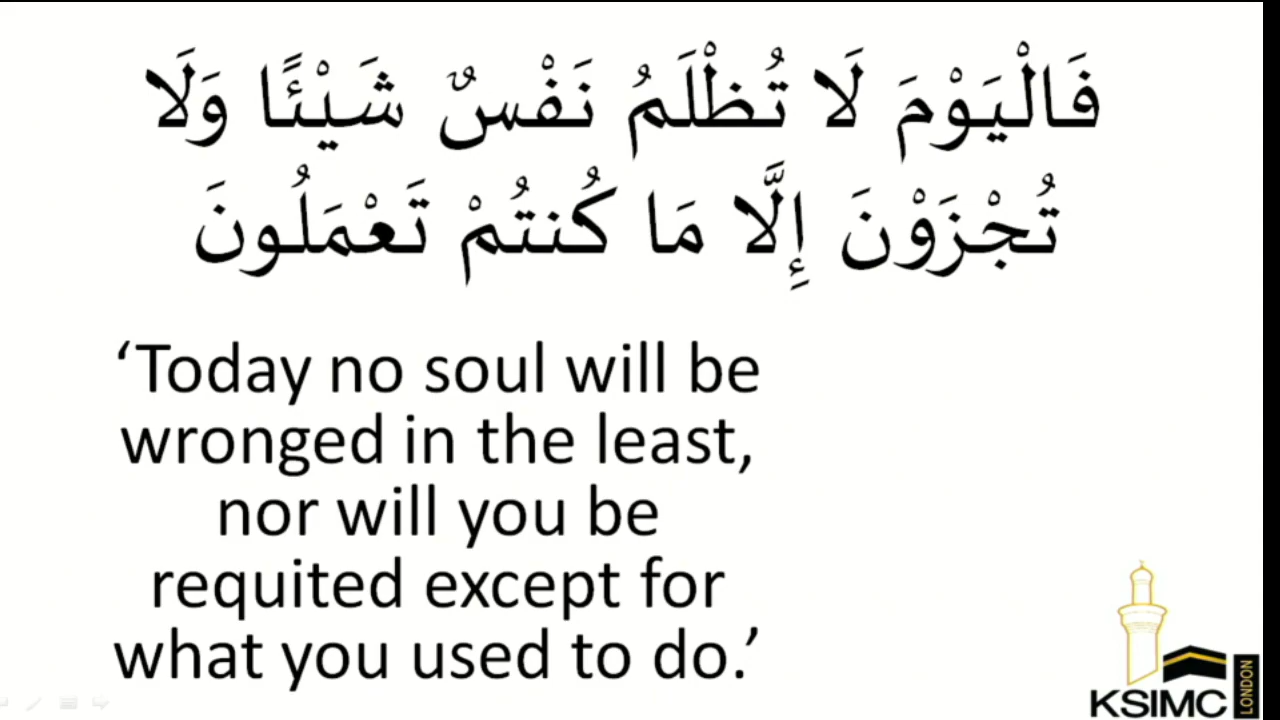 فَالْيَوْمَ لَا تُظْلَمُ نَفْسٌ شَيْئًا وَلَا
تُجْزَوْنَ إِلَّا مَا كُنتُمْ تَعْمَلُونَ
‘Today no soul will be
wronged in the least,
nor will you be
requited except for
what you used to do.’
KSIMC
LONDON